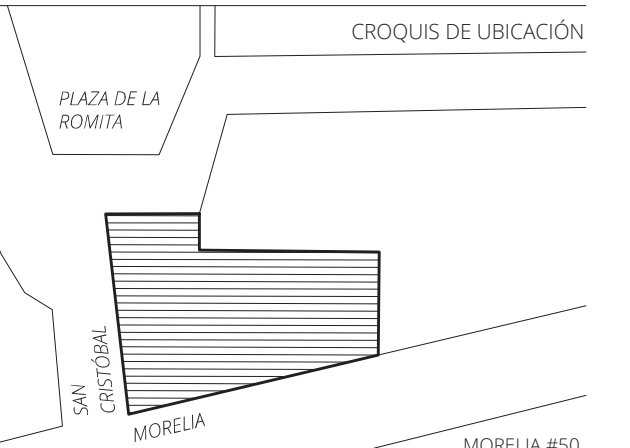 CROQUIS DE UBICACIÓN
PLAZA DE LA
ROMITA
SAN
CRISTÓBAL
MORELIA
MORELIA #50